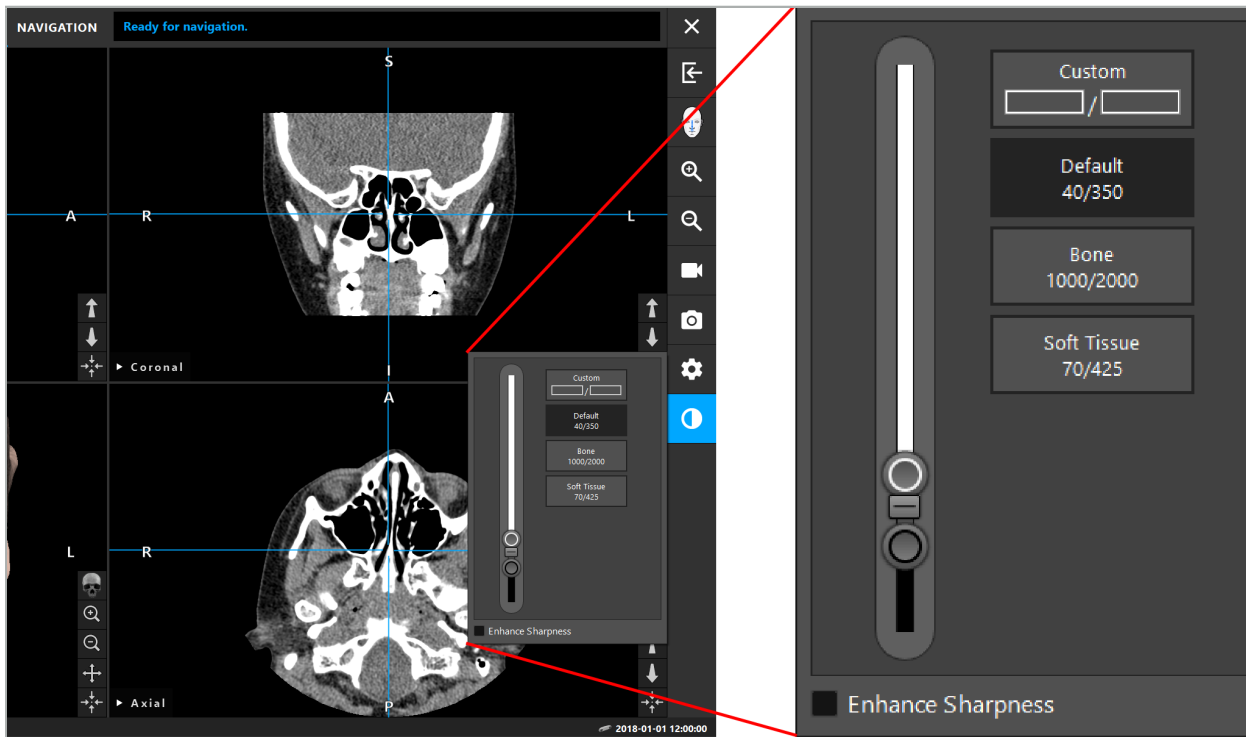 NAVIGATION
Ready for navigation.
S
A
R
L
Coronal
I
A
L
R
Axial
P
Custom
/
Default
40/350
Bone
1000/2000
Soft Tissue
70/425
Enhance Sharpness
2018-01-01 12:00:00
Custom
/
Default
40/350
Bone
1000/2000
Soft Tissue
70/425
Enhance Sharpness